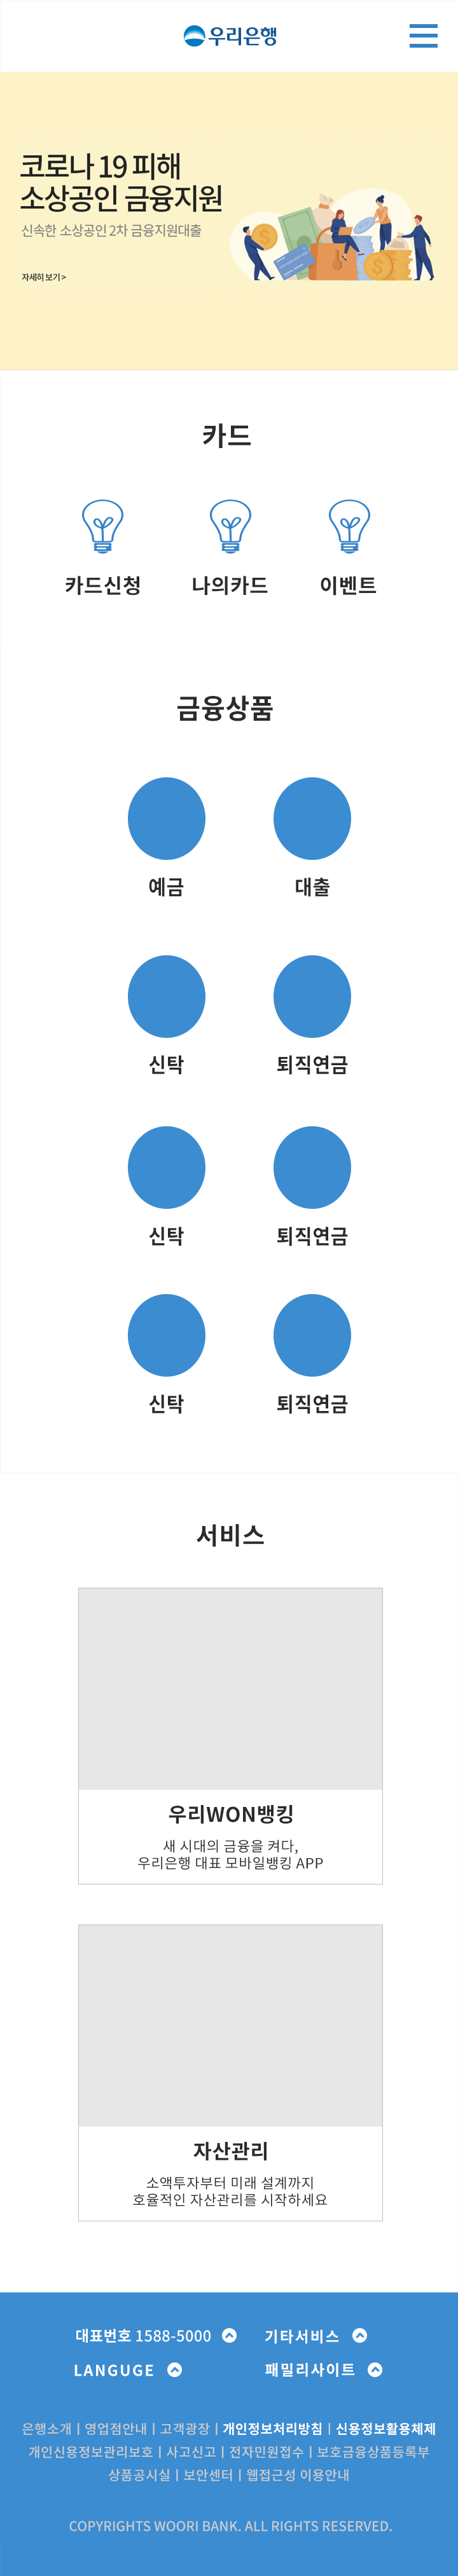 우리은행
코로나 19 피해
소상공인 금융지원
신속한 소상공인 2차 금융지원대출
자세히 보기 >
카드
카드신청 나의카드 이벤트
금융상품
예금 대출
신탁 퇴직연금
신탁 퇴직연금
신탁 퇴직연금
서비스
우리WON뱅킹
새 시대의 금융을 켜다,
우리은행 대표 모바일뱅킹 APP
자산관리
소액투자부터 미래 설계까지
호율적인 자산관리를 시작하세요
대표번호 1588-5000 기타서비스
LANGUGE 패밀리사이트
은행소개 | 영업점안내 | 고객광장 | 개인정보처리방침 | 신용정보활용체제
개인신용정보관리보호 | 사고신고 | 전자민원접수 | 보호금융상품등록부
상품공시실 | 보안센터 | 웹접근성 이용안내
COPYRIGHTS WOORI BANK. ALL RIGHTS RESERVED.